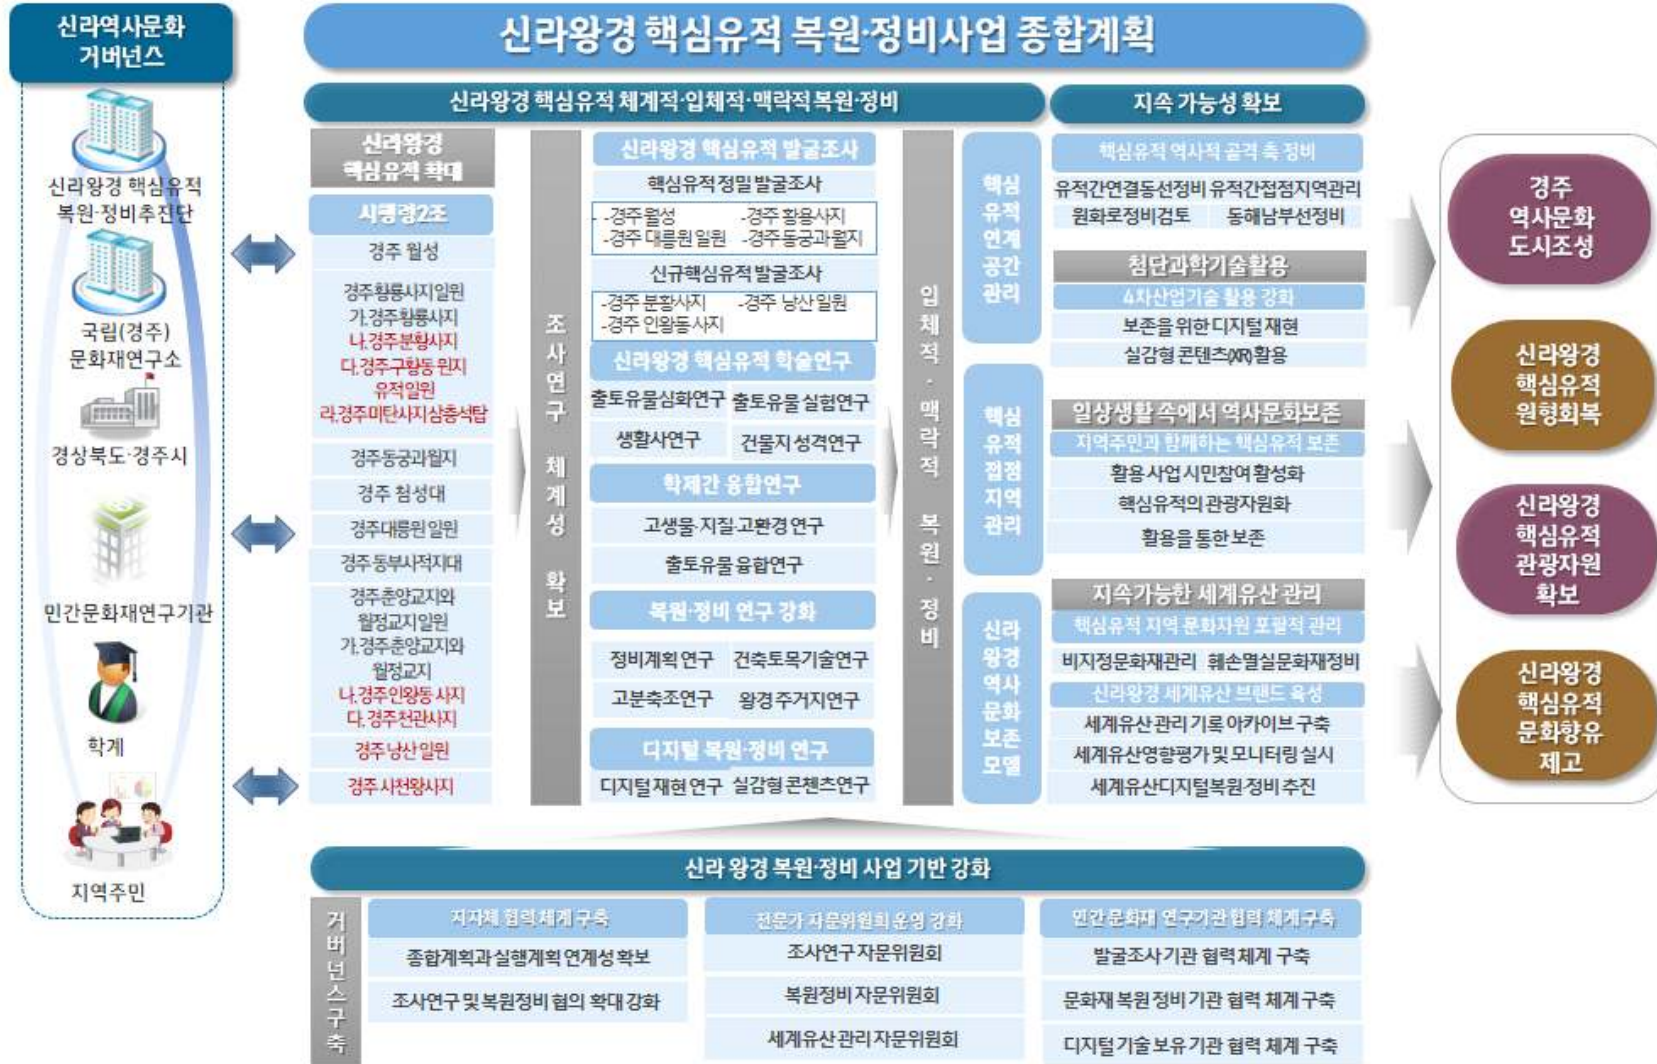 신라역사문화
거버넌스
신라왕경 핵심유적
복원·정비추진단
국립(경주)
문화재연구소
경상북도·경주시
민간문화재연구기관
학계
지역주민
신라왕경 핵심유적 복원·정비사업 종합계획
신라왕경 핵심유적 체계적·입체적·맥락적 복원·정비
지속 가능성 확보
신라왕경
핵심유적 확대
시행령2조
경주 월성
경주황룡사지일원
가.경주황룡사지
나.경주분황사지
다.경주구황동 원지
유적일원
라.경주미탄사지삼층석탑
경주동궁과월지
경주 첨성대
경주대릉원 일원
경주 동부사적지대
경주춘양교지와
월정교지일원
가.경주춘양교지와
월정교지
나.경주인왕동 사지
다.경주천관사지
경주 낭산 일원
경주 사천왕사지
조사연구 체계성 확보
신라왕경 핵심유적 발굴조사
핵심유적 정밀 발굴조사
-경주 월성 -경주 황용사지
-경주 대릉원 일원 -경주 동궁과 월지
신규핵심유적 발굴조사
-경주 분황사지 -경주 낭산 일원
-경주 인왕동 사지
신라왕경 핵심유적 학술연구
출토유물심화연구 출토유물 실험연구
생활사연구 건물지 성격연구
학제간 융합연구
고생물·지질·고환경 연구
출토유물 융합연구
복원·정비 연구 강화
정비계획 연구 건축토목기술연구
고분축조연구 왕경 주거지연구
디지털 복원·정비 연구
디지털 재현 연구 실감형 콘첸츠연구
입체적·맥락적 복원·정비
핵심
유적
연계
공간
관리
핵심
유적
접점
지역
관리
신라
왕경
역사
문화
보존
모델
핵심유적 역사적 골격 축 정비
유적간연결동선정비 유적간접점지역관리
원화로정비검토 동해남부선정비
첨단과학기술활용
4차산업기술 활용 강화
보존을 위한 디지털 재현
실감형 콘텐츠(XR)활용
일상생활 속에서 역사문화보존
지역주민과 함께하는 핵심유적 보존
활용사업 시민참여 활성화
핵심유적의 관광자원화
활용을 통한 보존
지속가능한 세계유산 관리
핵심유적 지역 문화자원 포괄적 관리
비지정문화재관리 훼손멸실문화재정비
신라왕경 세계유산 브랜드 육성
세계유산 관리 기록 아카이브 구축
세계유산영향평가 및 모니터링 실시
세계유산디지털복원·정비 추진
경주
역사문화
도시조성
신라왕경
핵심유적
원형회복
신라왕경
핵심유적
관광자원
확보
신라왕경
핵심유적
문화향유
제고
신라 왕경 복원·정비 사업 기반 강화
거버넌스구축
지자체 협력체계 구축
종합계획과 실행계획 연계성 확보
조사연구 및 복원정비 협의 확대 강화
전문가 자문위원회 운영 강화
조사연구 자문위원회
복원정비 자문위원회
세계유산 관리 자문위원회
민간 문화재 연구기관 협력 체계구축
발굴조사 기관 협력 체계 구축
문화재 복원 정비 기관 협력 체계 구축
디지털 기술 보유 기관 협력 체계 구축